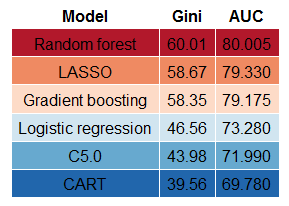 Model Gini AUC
Random forest 60.01 80.005
LASSO 58.67 79.330
Gradient boosting 58.35 79.175
Logistic regression 46.56 73.280
C5.0 43.98 71.990
CART 39.56 69.780